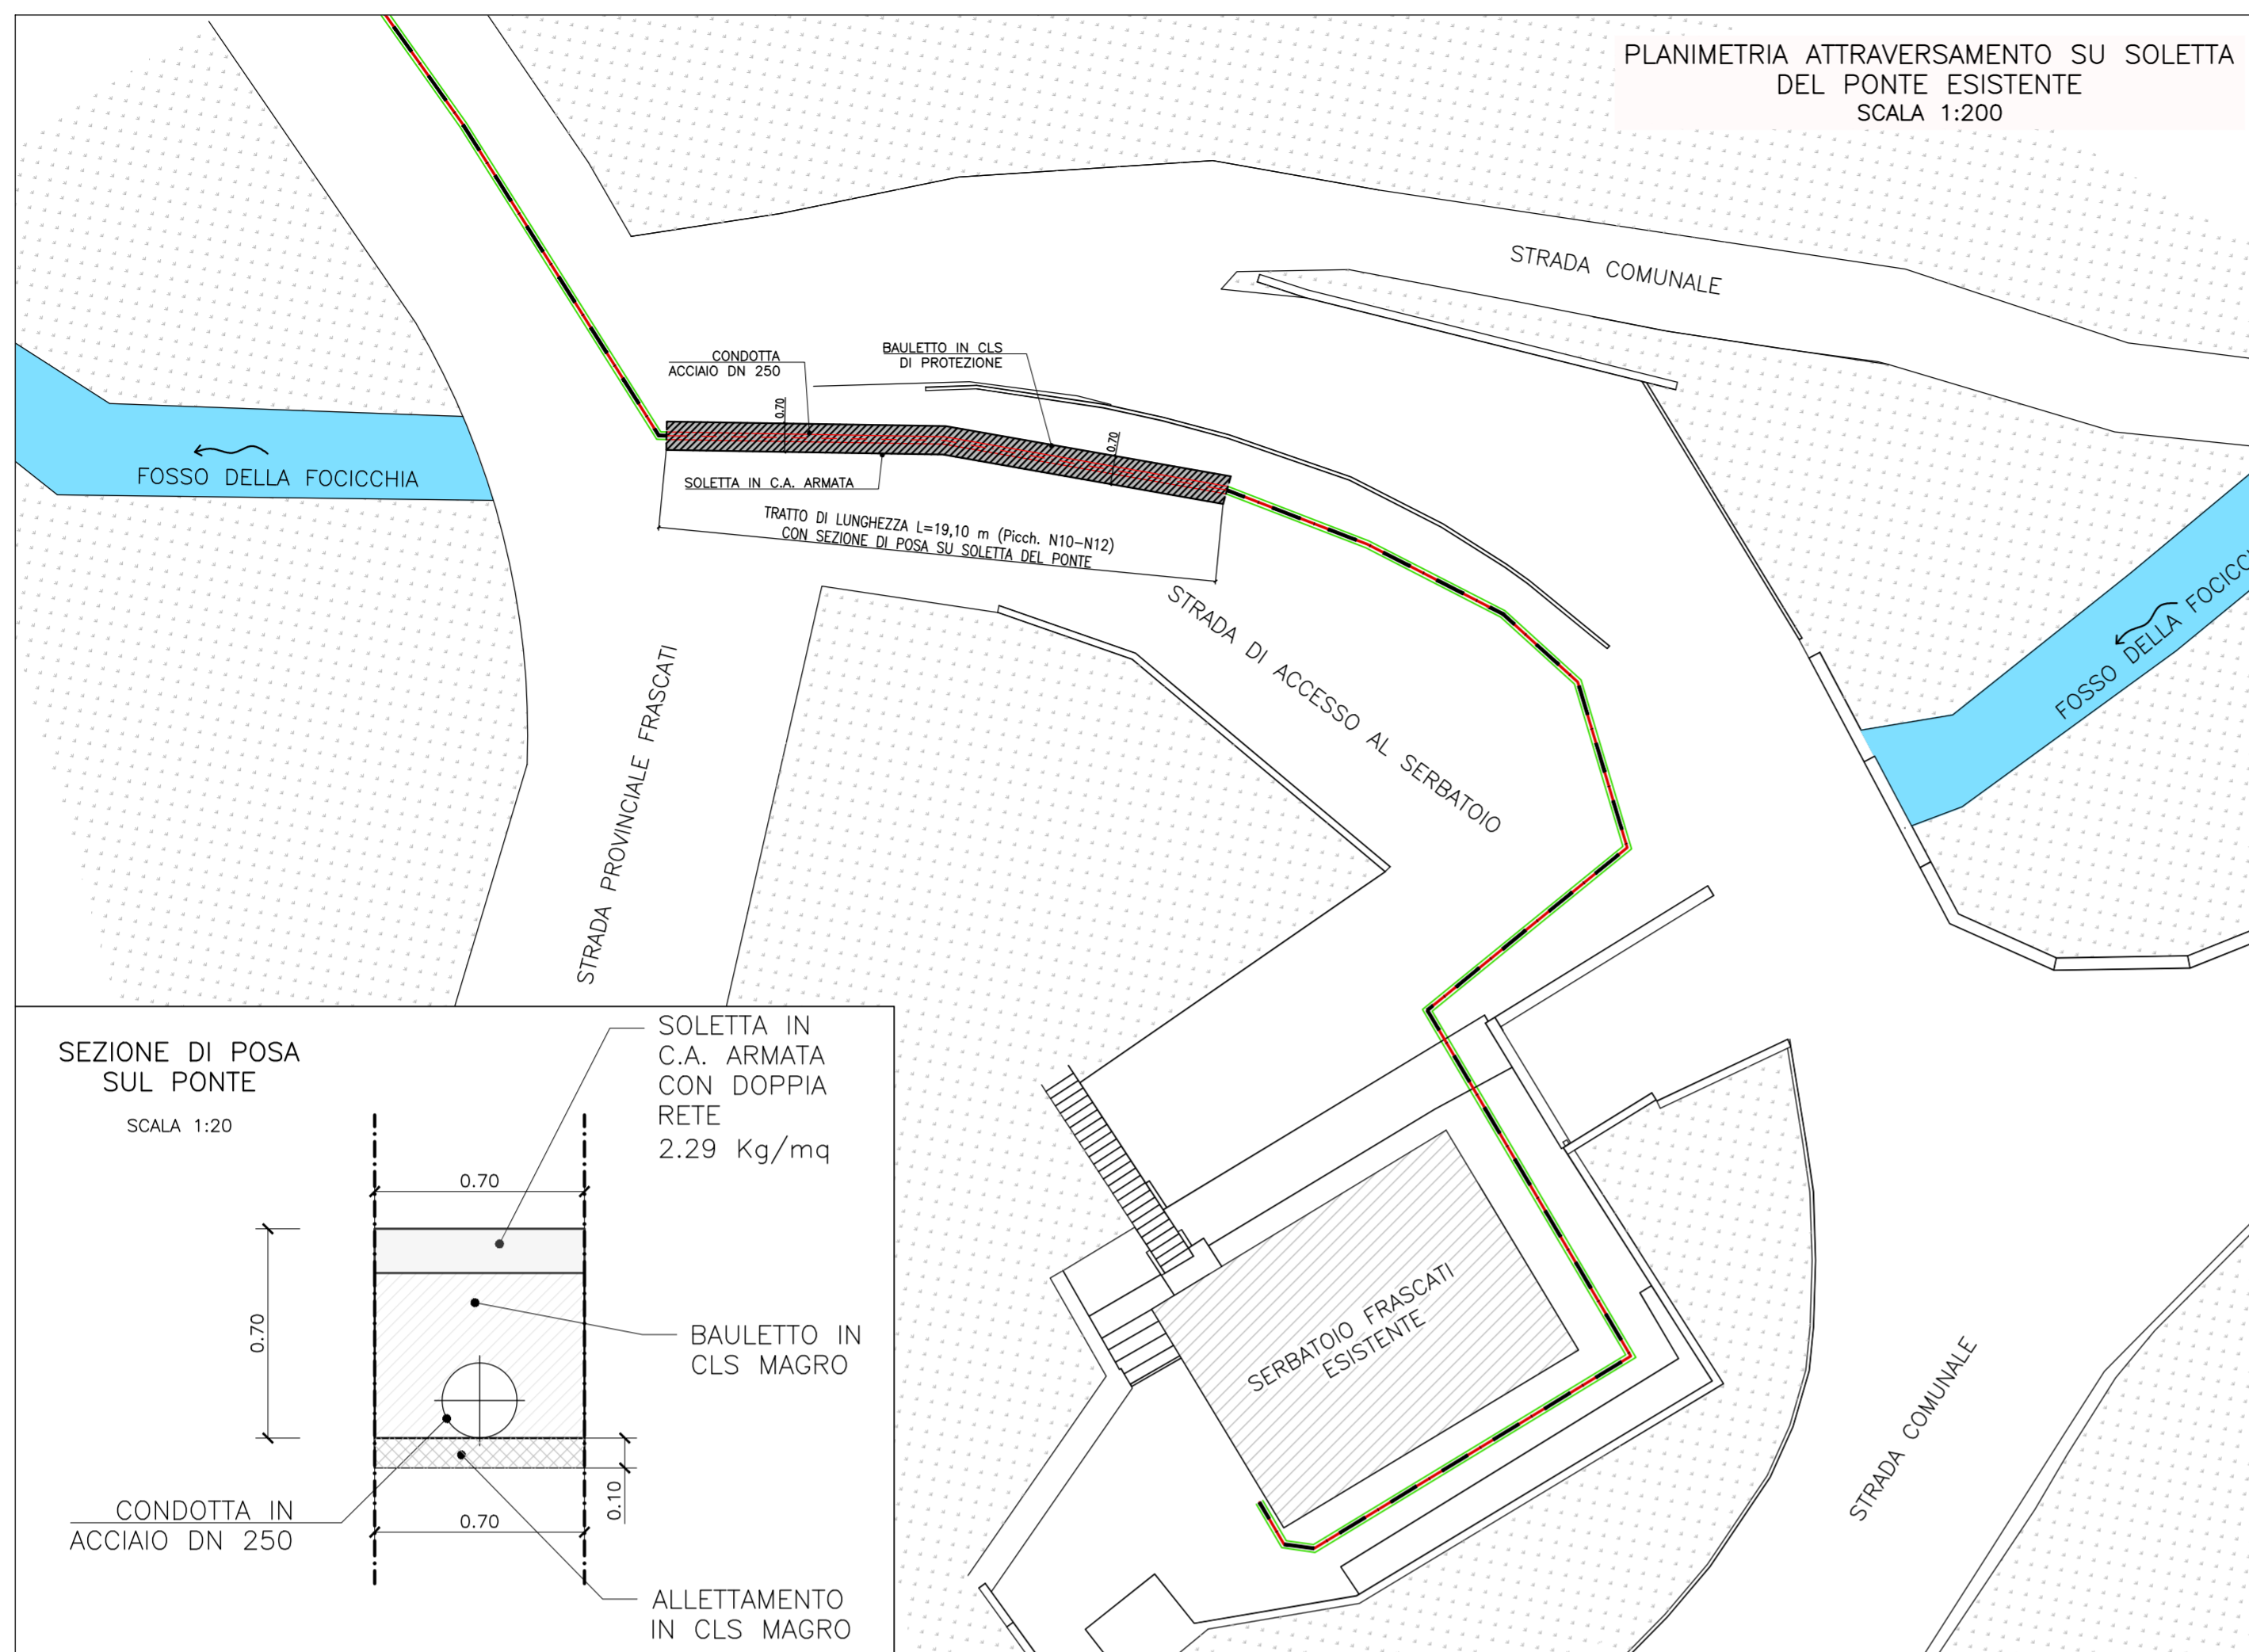 PLANIMETRIA ATTRAVERSAMENTO SU SOLETTA
DEL PONTE ESISTENTE
SCALA 1:200
STRADA COMUNALE
CONDOTTA
ACCIAIO DN 250
BAULETTO IN CLS
DI PROTEZIONE
0.70
0.70
SOLETTA IN C.A. ARMATA
TRATTO DI LUNGHEZZA L=19,10 m (Picch. N10-N12)
CON SEZIONE DI POSA SU SOLETTA DEL PONTE
FOSSO DELLA FOCICCHIA
STRADA DI ACCESSO AL SERBATOIO
FOSSO DELLA
STRADA PROVINCIALE FRASCATI
SERBATOIO FRASCATI
ESISTENTE
STRADA COMUNALE
SEZIONE DI POSA
SUL PONTE
SCALA 1:20
SOLETTA IN
C.A. ARMATA
CON DOPPIA
RETE
2.29 Kg/mq
0.70
0.70
BAULETTO IN
CLS MAGRO
CONDOTTA IN
ACCIAIO DN 250
0.70
0.10
ALLETTAMENTO
IN CLS MAGRO